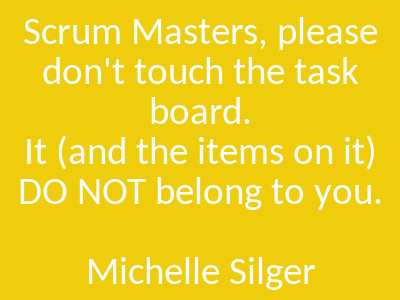 Scrum Masters, please
don't touch the task
board.
It (and the items on it)
DO NOT belong to you.
Michelle Silger